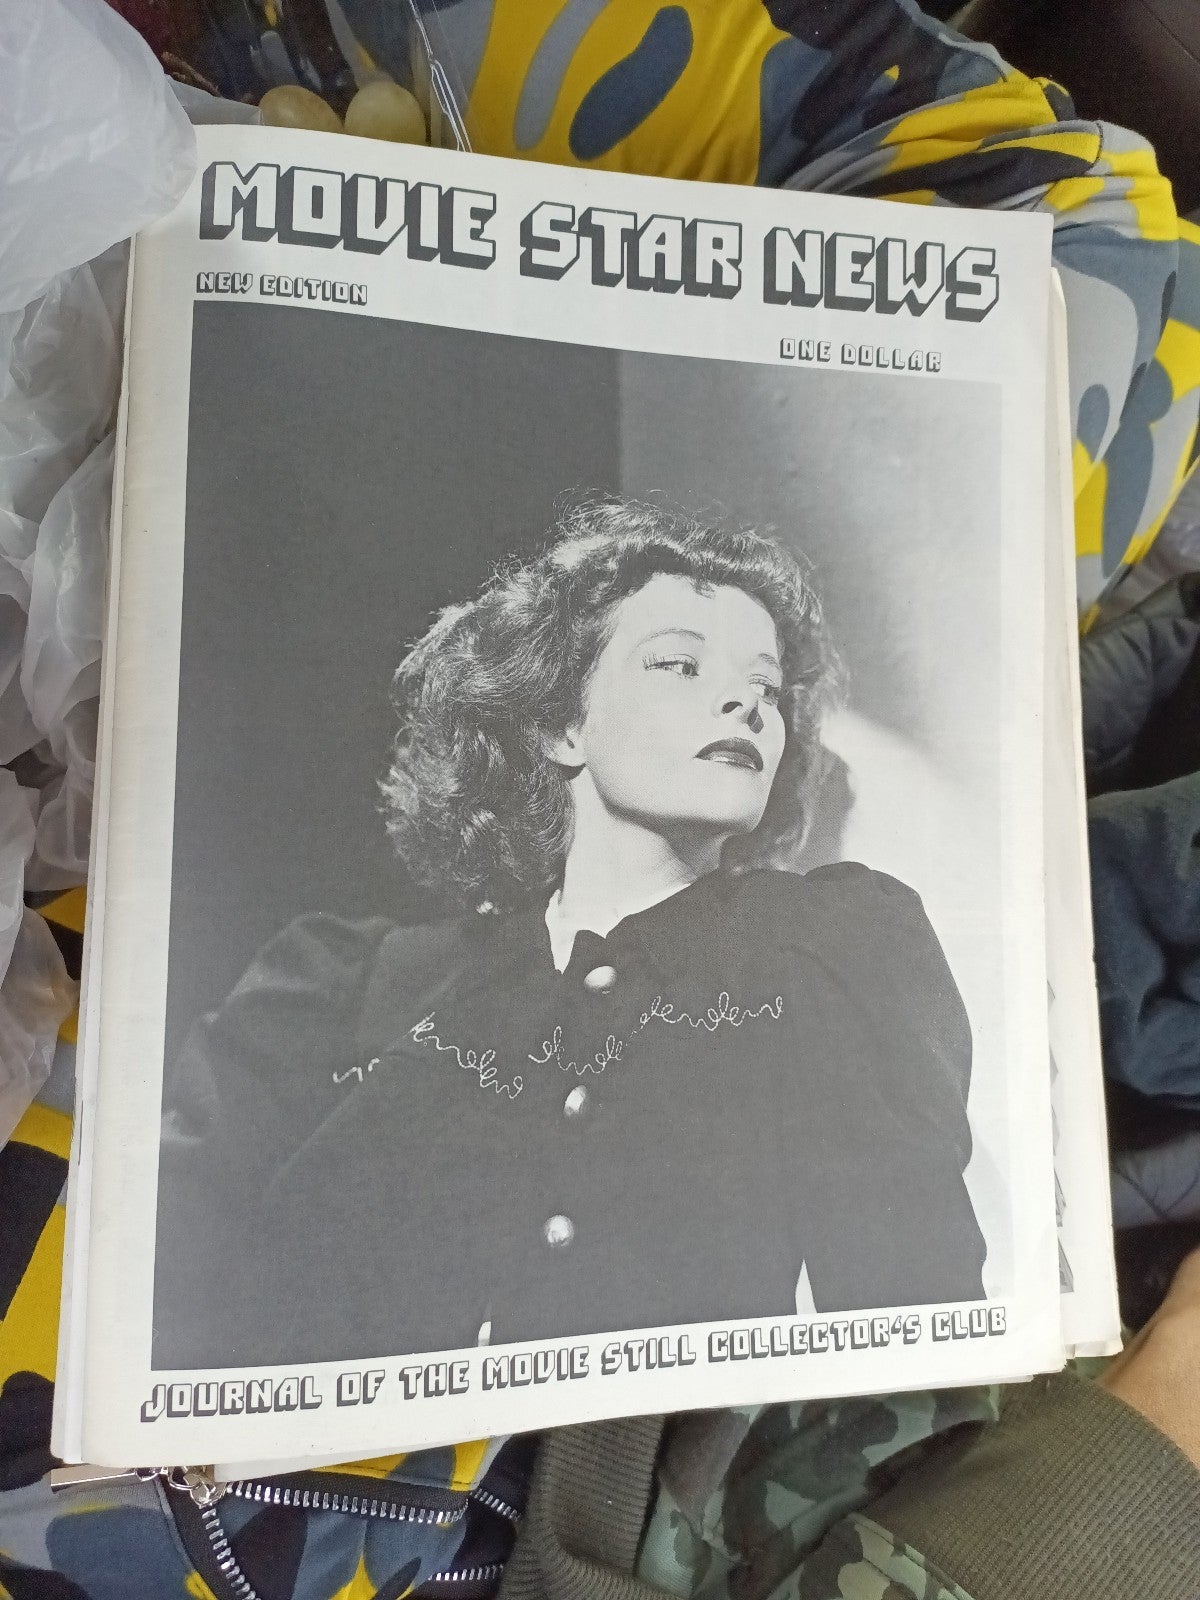 MOVIE STAR NEWS
NEW EDITION
ONE DOLLAR
JOURNAL OF THE MOVIE STILL COLLECTOR'S CLUB